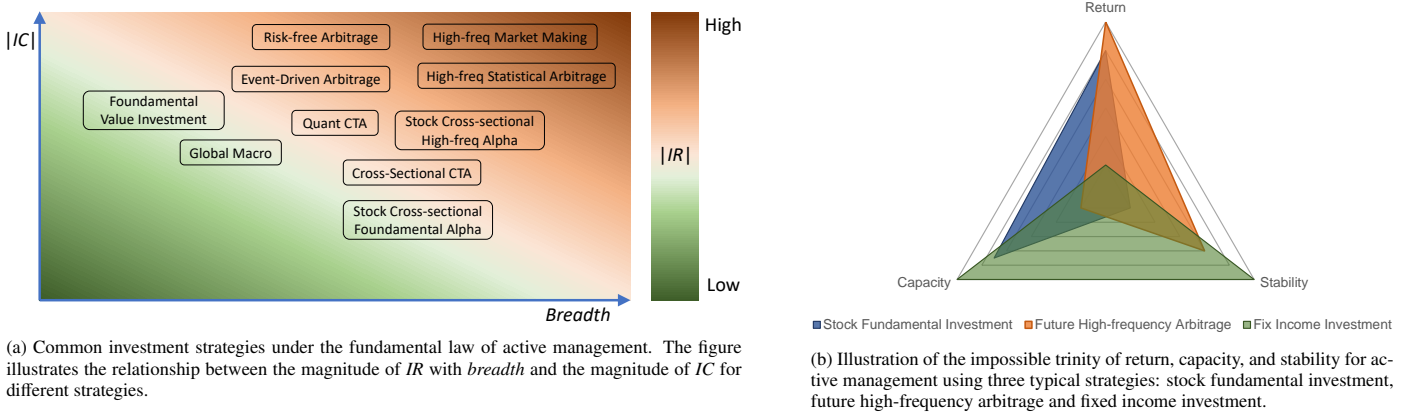 |IC|
Risk-free Arbitrage
High-freq Market Making
Event-Driven Arbitrage
High-freq Statistical Arbitrage
Foundamental
Value Investment
Quant CTA
Stock Cross-sectional
High-freq Alpha
Global Macro
Cross-Sectional CTA
Stock Cross-sectional
Foundamental Alpha
Breadth
High
|IR|
Low
(a) Common investment strategies under the fundamental law of active management. The figure
illustrates the relationship between the magnitude of IR with breadth and the magnitude of IC for
different strategies.
Return
Capacity
Stability
Stock Fundamental Investment
Future High-frequency Arbitrage
Fix Income Investment
(b) Illustration of the impossible trinity of return, capacity, and stability for ac-
tive management using three typical strategies: stock fundamental investment,
future high-frequency arbitrage and fixed income investment.